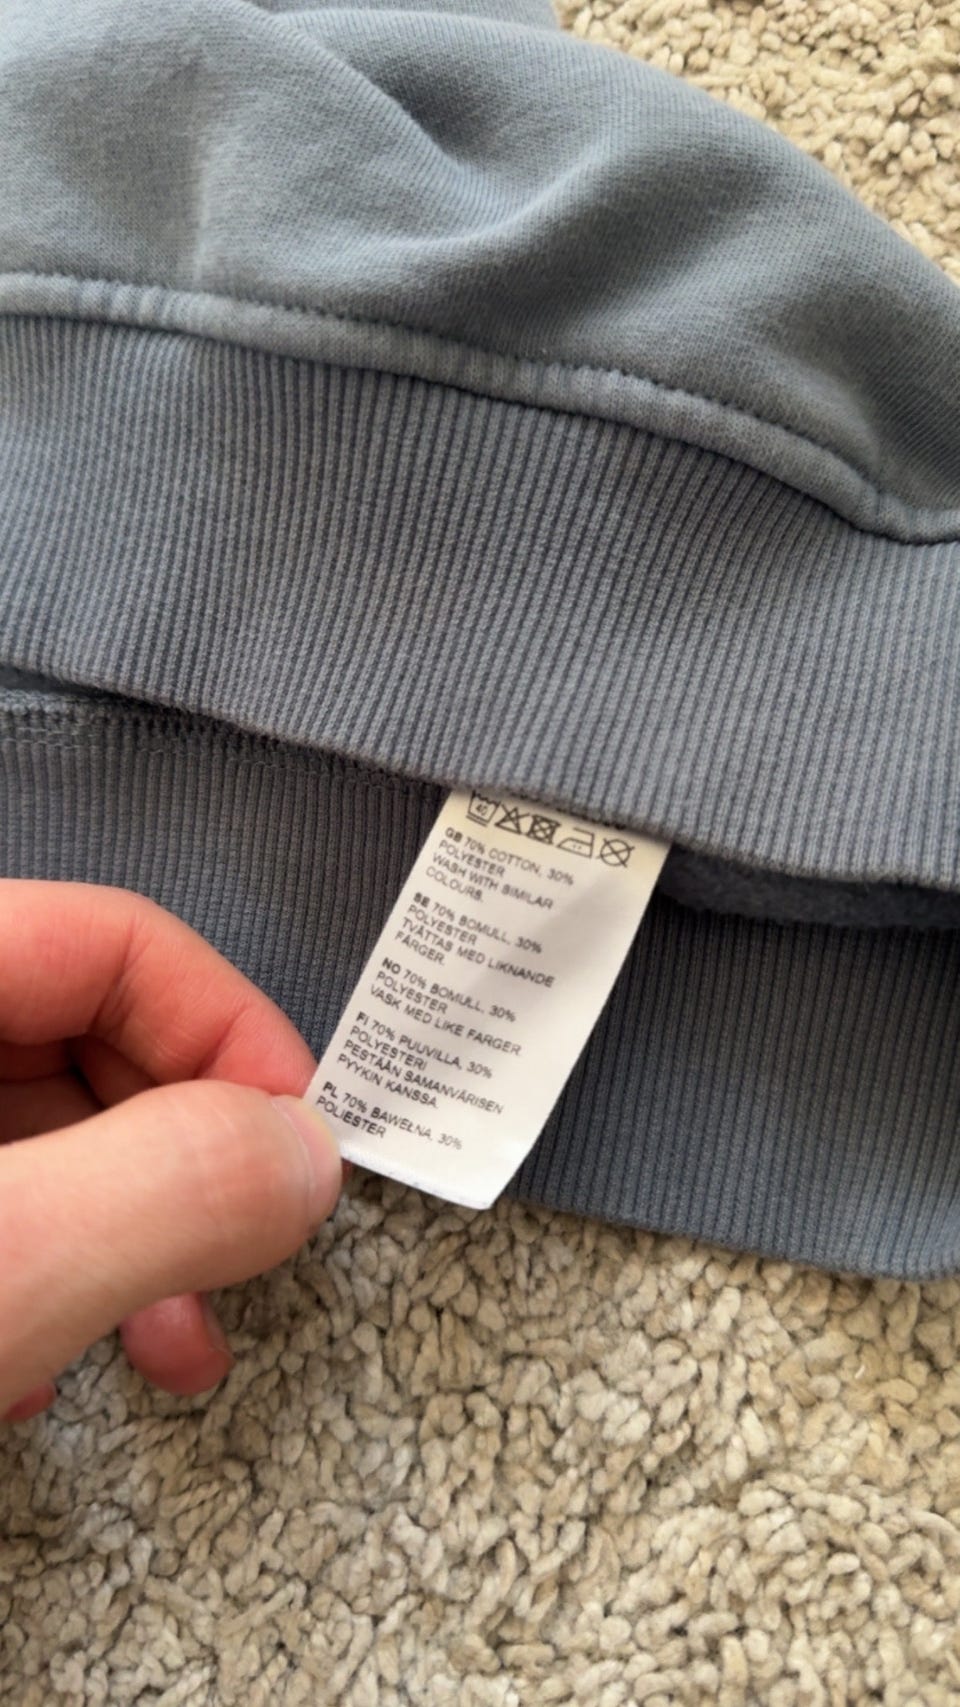 40
GB 70% COTTON, 30%
POLYESTER
WASH WITH SIMILAR
COLOURS.
SE 70% BOMULL, 30%
POLYESTER
TVÄTTAS MED LIKNANDE
FÄRGER.
NO 70% BOMULL, 30%
POLYESTER
VASK MED LIKE FARGER.
FI 70% PUUVILLA, 30%
POLYESTERI
PESTÄÄN SAMANVÄRISEN
PYYKIN KANSSA.
PL 70% BAWEŁNA, 30%
POLIESTER